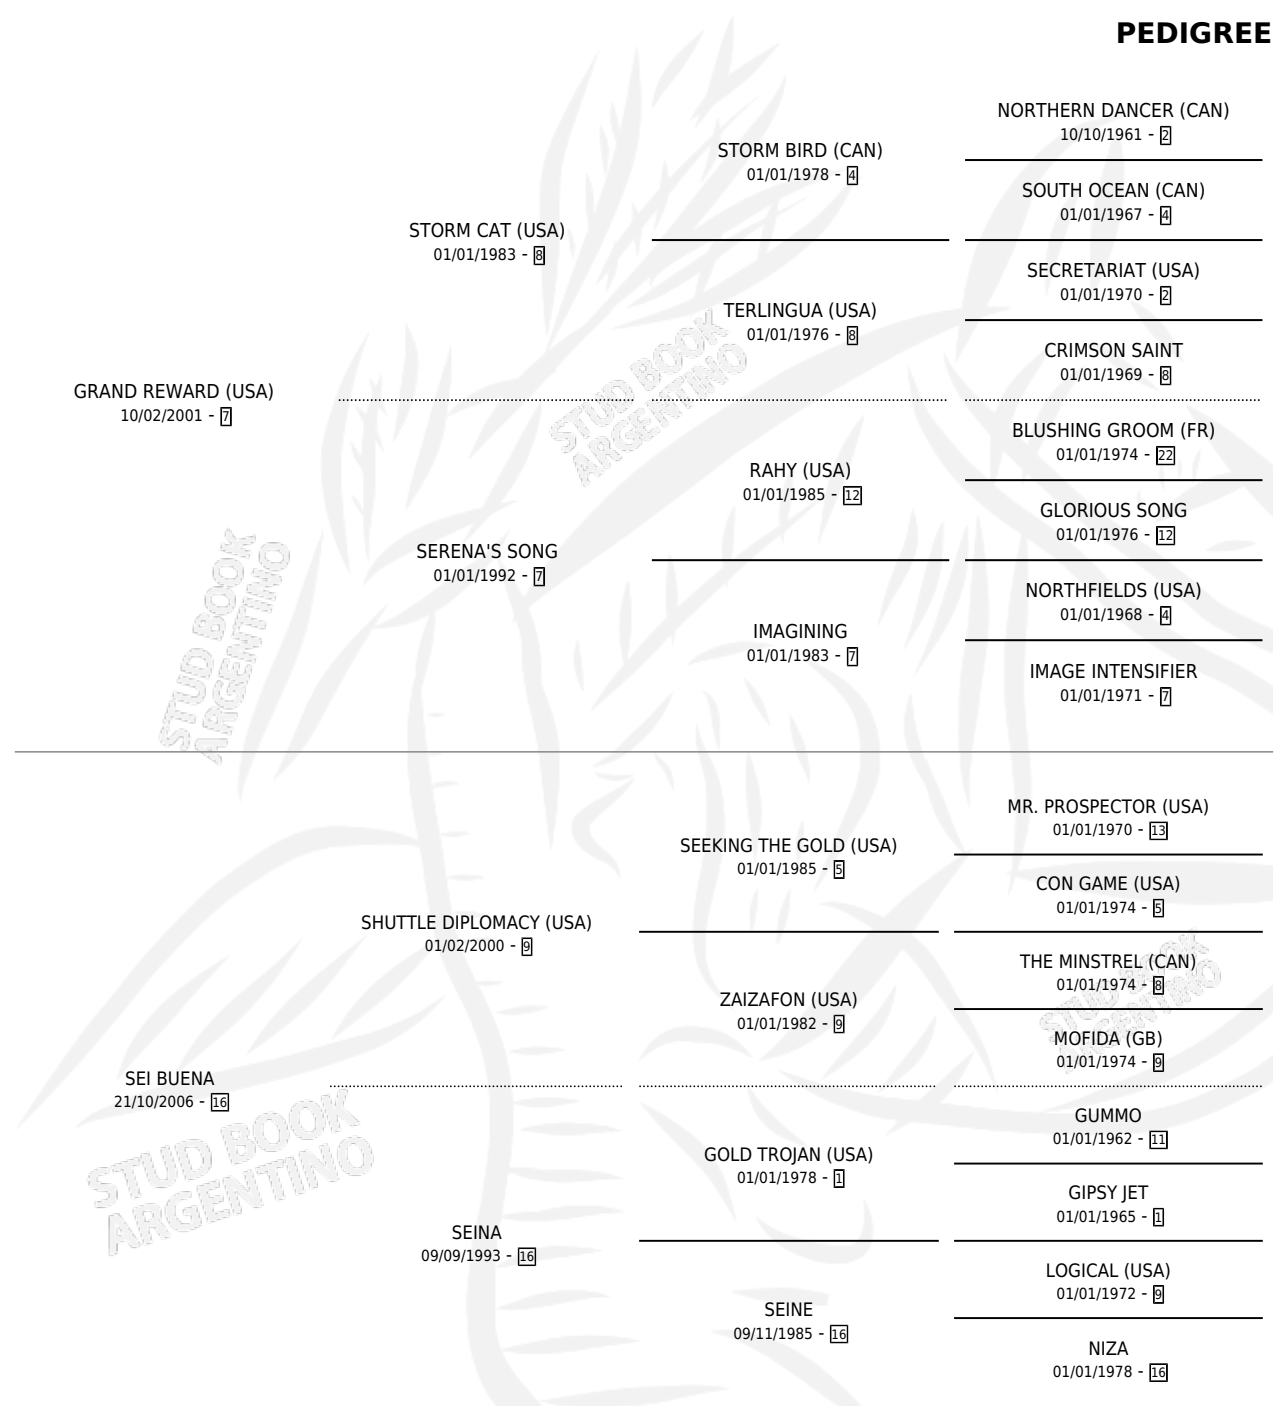 PEDIGREE
NORTHERN DANCER (CAN)
10/10/1961 - 2
STORM BIRD (CAN)
01/01/1978 - 4
SOUTH OCEAN (CAN)
01/01/1967 - 4
STORM CAT (USA)
01/01/1983 - 8
SECRETARIAT (USA)
01/01/1970 - 2
TERLINGUA (USA)
01/01/1976 - 8
CRIMSON SAINT
01/01/1969 - 8
GRAND REWARD (USA)
10/02/2001 - 7
BLUSHING GROOM (FR)
01/01/1974 - 22
RAHY (USA)
01/01/1985 - 12
GLORIOUS SONG
01/01/1976 - 12
SERENA'S SONG
01/01/1992 - 7
NORTHFIELDS (USA)
01/01/1968 - 4
IMAGINING
01/01/1983 - 7
IMAGE INTENSIFIER
01/01/1971 - 7
STUD BOOK
ARGENTINO
STUD BOOK
ARGENTINO
MR. PROSPECTOR (USA)
01/01/1970 - 13
SEEKING THE GOLD (USA)
01/01/1985 - 5
CON GAME (USA)
01/01/1974 - 5
SHUTTLE DIPLOMACY (USA)
01/02/2000 - 9
THE MINSTREL (CAN)
01/01/1974 - 8
ZAIZAFON (USA)
01/01/1982 - 9
MOFIDA (GB)
01/01/1974 - 9
SEI BUENA
21/10/2006 - 16
GUMMO
01/01/1962 - 11
GOLD TROJAN (USA)
01/01/1978 - 1
GIPSY JET
01/01/1965 - 1
SEINA
09/09/1993 - 16
LOGICAL (USA)
01/01/1972 - 9
SEINE
09/11/1985 - 16
NIZA
01/01/1978 - 16
STUD BOOK
ARGENTINO
STUD BOOK
ARGENTINO